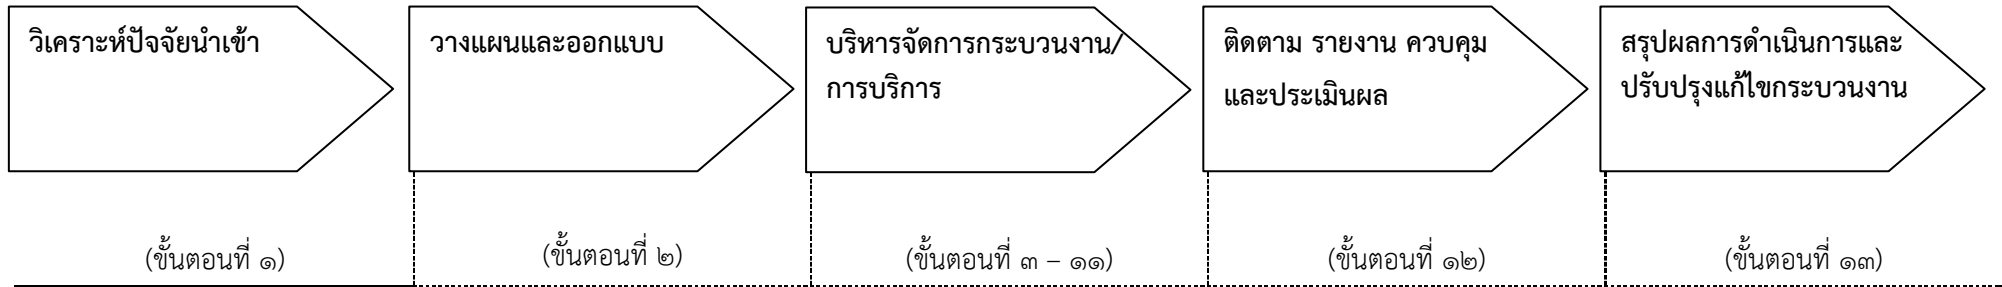 วิเคราะห์ปัจจัยนำเข้า
วางแผนและออกแบบ
บริหารจัดการกระบวนงาน/
การบริการ
ติดตาม รายงาน ควบคุม
และประเมินผล
สรุปผลการดำเนินการและ
ปรับปรุงแก้ไขกระบวนงาน
(ขั้นตอนที่ ๑)
(ขั้นตอนที่ ๒)
(ขั้นตอนที่ ๓ – ๑๑)
(ขั้นตอนที่ ๑๒)
(ขั้นตอนที่ ๑๓)